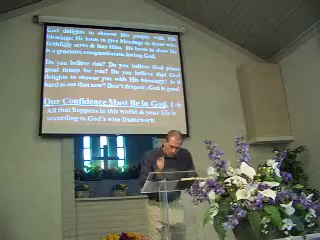 God delights to shower His people with His
blessings; He loves to give blessings to those who
faithfully serve & fear Him. He loves to show He
is a gracious, compassionate, loving God.
Do you believe this? Do you believe God plans
good things for you? Do you believe that God
delights to shower you with His blessings? Is it
hard to see that now? Don't despair, God is good.
Our Confidence Must Be in God, 1-6
All that happens in this world & your life is
according to God's wise framework.